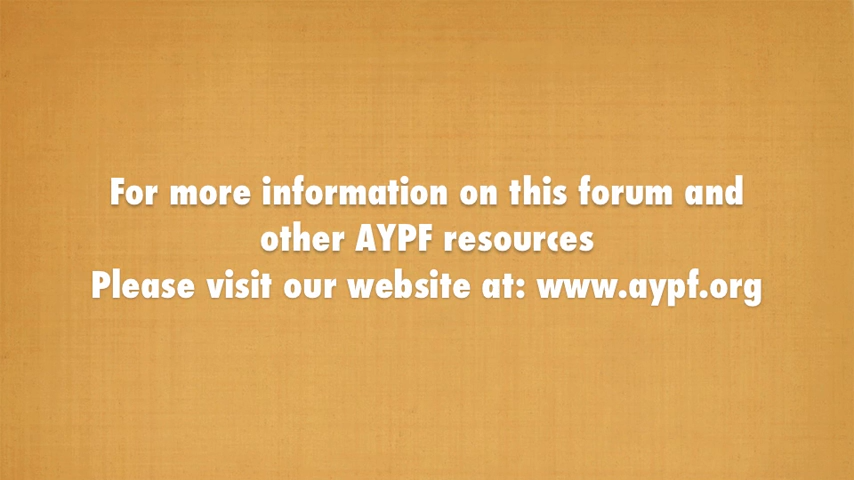 For more information on this forum and
other AYPF resources
Please visit our website at: www.aypf.org